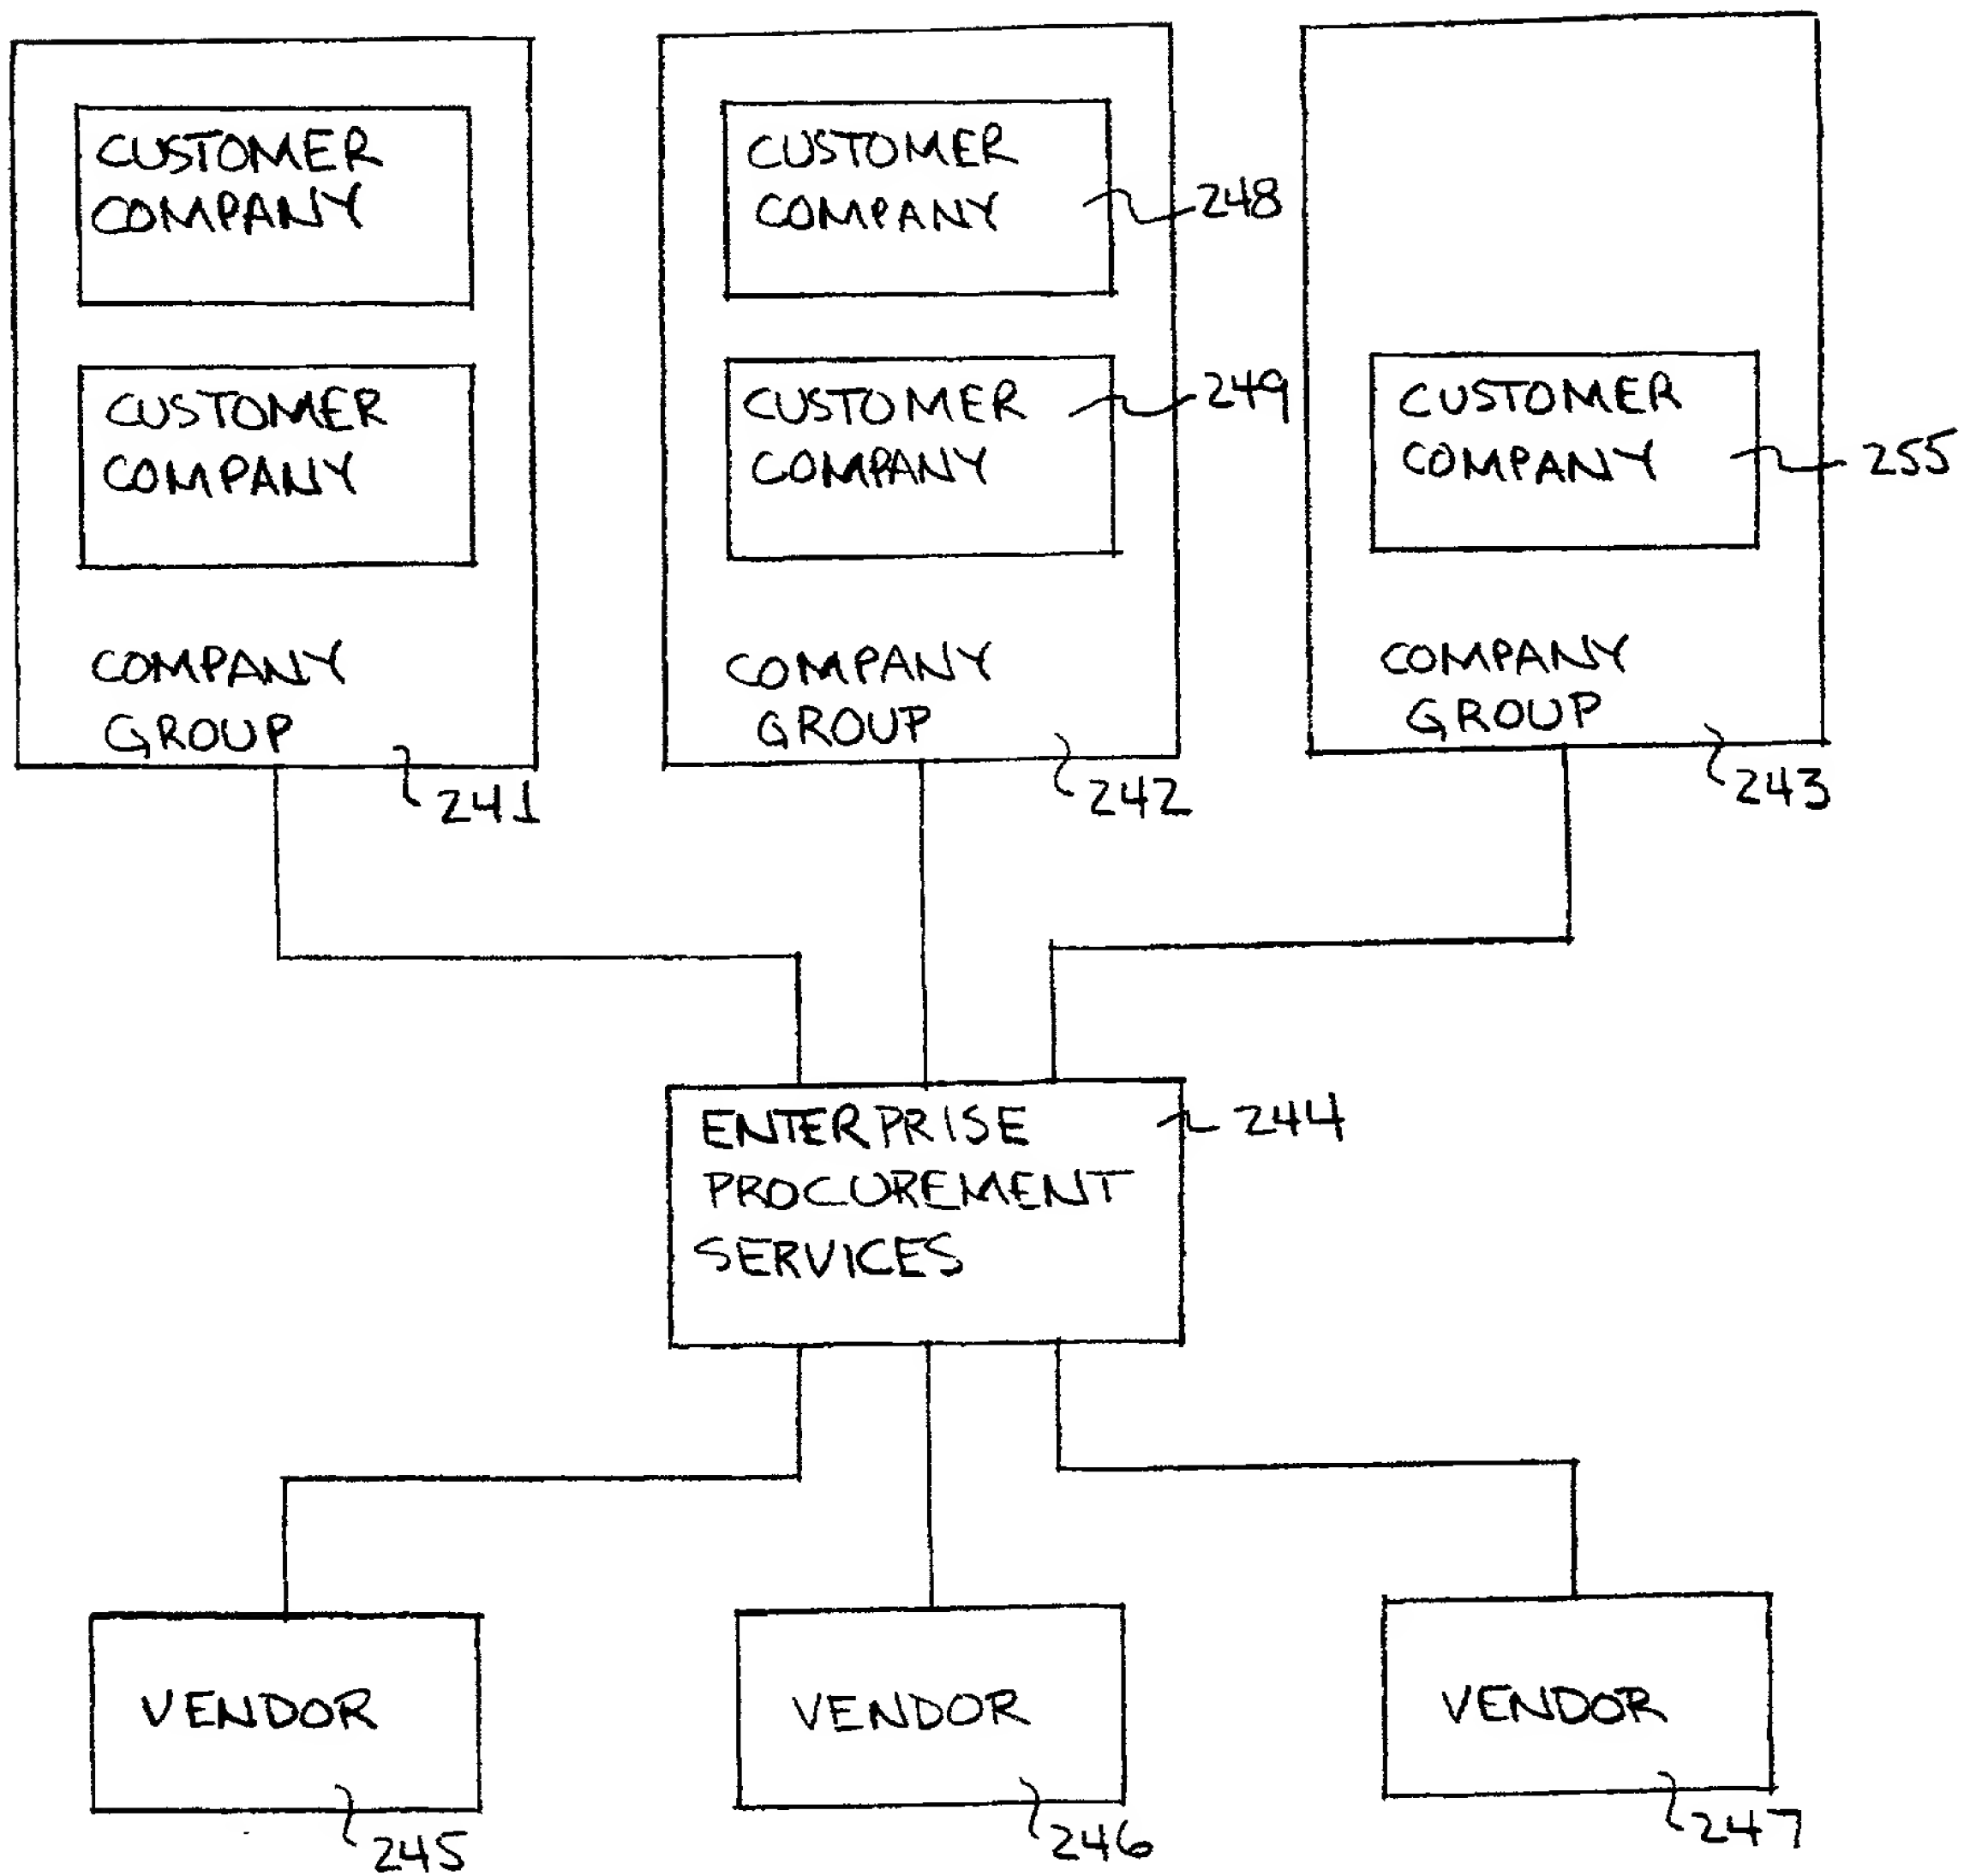 CUSTOMER
COMPANY
CUSTOMER
COMPANY
COMPANY
GROUP
241
CUSTOMER
COMPANY
248
CUSTOMER
COMPANY
249
COMPANY
GROUP
242
CUSTOMER
COMPANY
255
COMPANY
GROUP
243
ENTERPRISE
PROCUREMENT
SERVICES
244
VENDOR
245
VENDOR
246
VENDOR
247